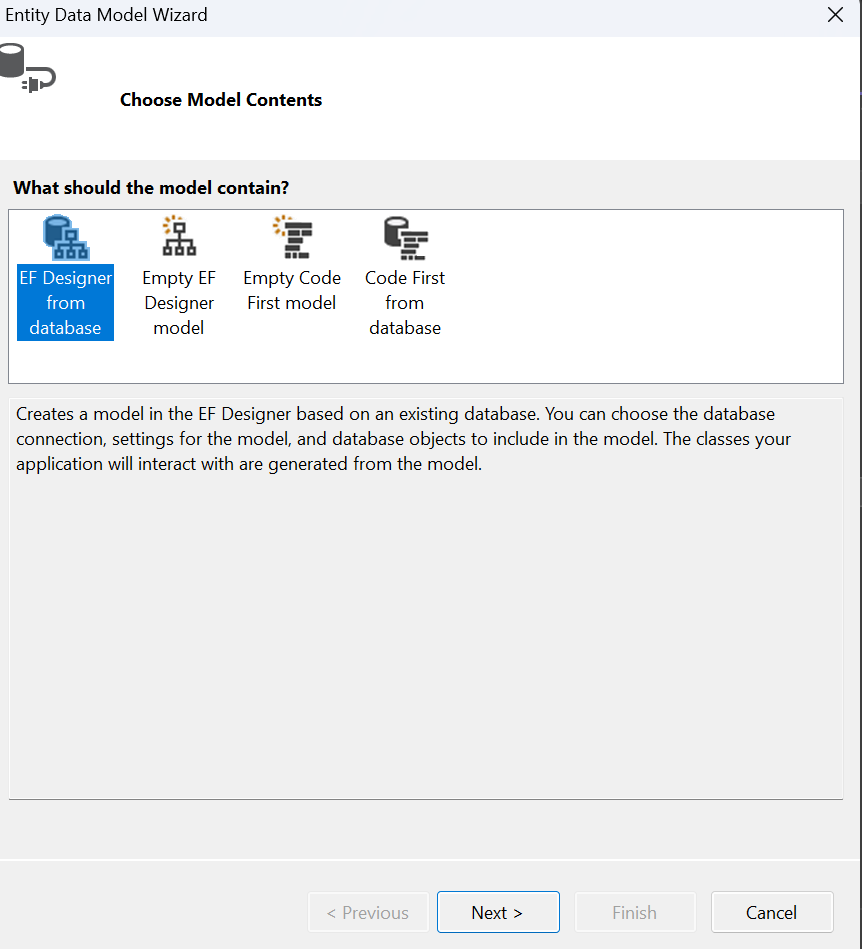 Entity Data Model Wizard
Choose Model Contents
What should the model contain?
EF Designer
from
database
Empty EF
Designer
model
Empty Code
First model
Code First
from
database
Creates a model in the EF Designer based on an existing database. You can choose the database
connection, settings for the model, and database objects to include in the model. The classes your
application will interact with are generated from the model.
< Previous
Next >
Finish
Cancel